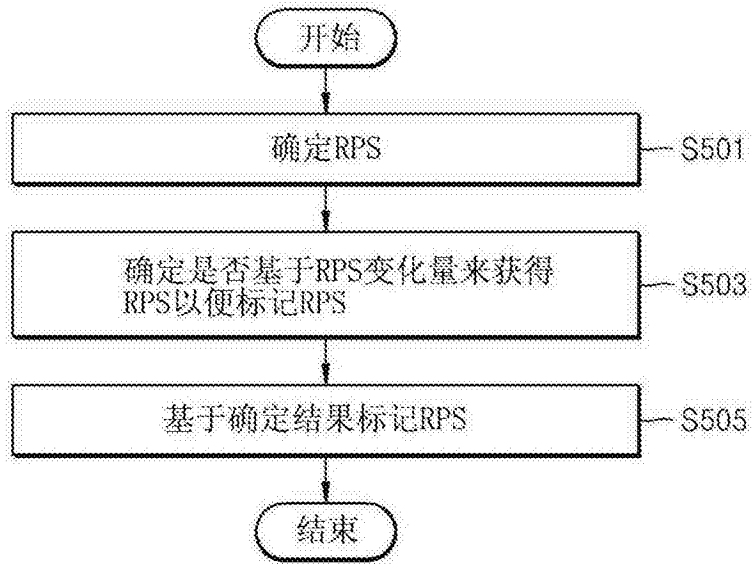 开始
确定RPS
S501
确定是否基于RPS变化量来获得
RPS以便标记RPS
S503
基于确定结果标记RPS
S505
结束